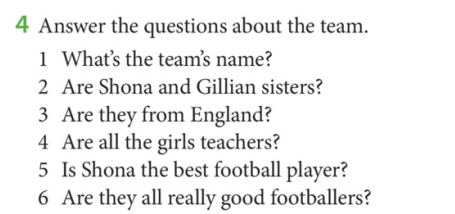 4 Answer the questions about the team.
1 What's the team's name?
2 Are Shona and Gillian sisters?
3 Are they from England?
4 Are all the girls teachers?
5 Is Shona the best football player?
6 Are they all really good footballers?